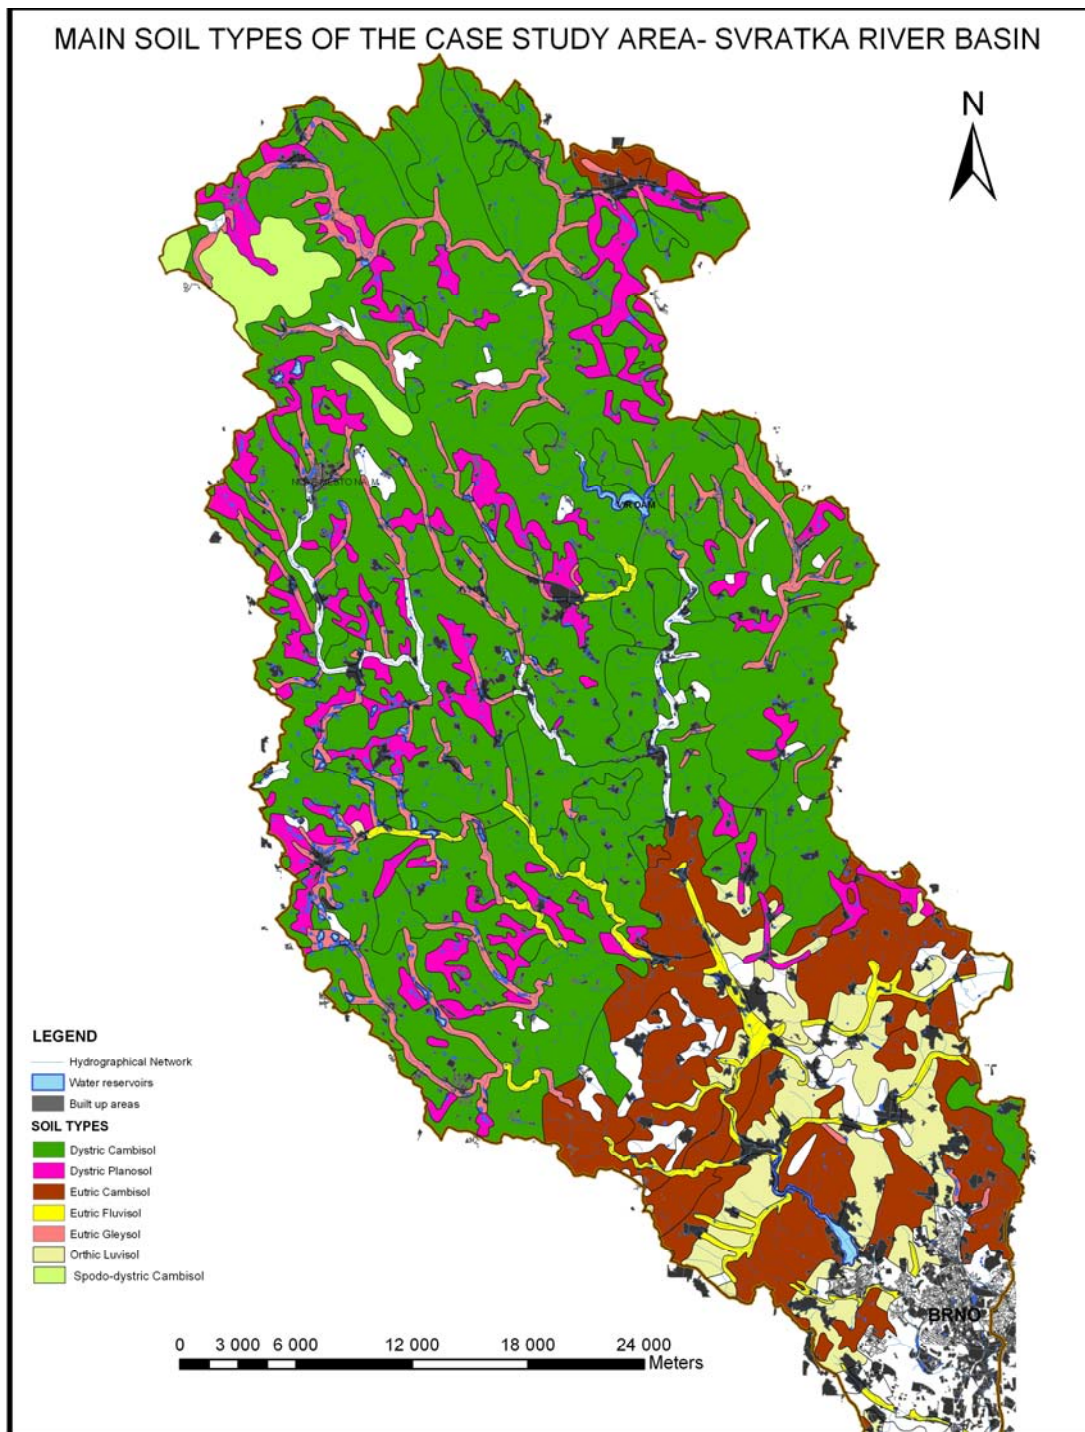 MAIN SOIL TYPES OF THE CASE STUDY AREA- SVRATKA RIVER BASIN
N
DAM
LEGEND
Hydrographical Network
Water reservoirs
Built up areas
SOIL TYPES
Dystric Cambisol
Dystric Planosol
Eutric Cambisol
Eutric Fluvisol
Eutric Gleysol
Orthic Luvisol
Spodo-dystric Cambisol
BRNO
0 3 000 6 000 12 000 18 000 24 000
Meters